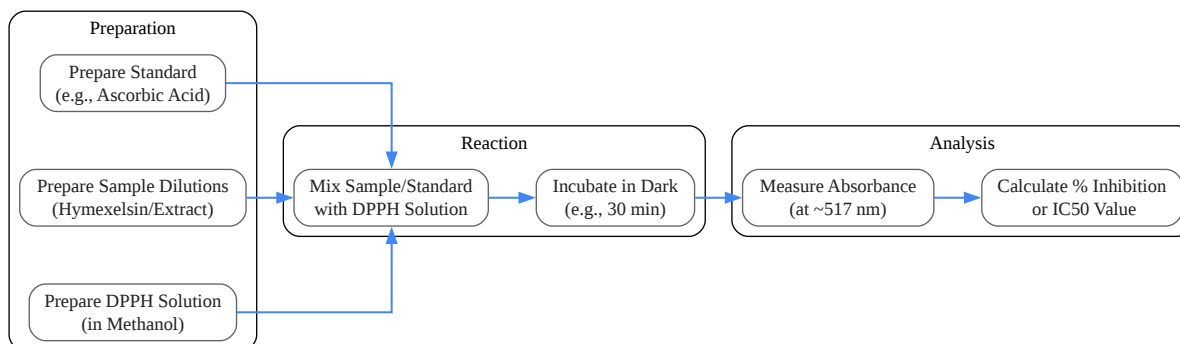 Preparation
Prepare Standard
(e.g., Ascorbic Acid)
Prepare Sample Dilutions
(Hymexelsin/Extract)
Prepare DPPH Solution
(in Methanol)
Reaction
Mix Sample/Standard
with DPPH Solution
Incubate in Dark
(e.g., 30 min)
Analysis
Measure Absorbance
(at ~517 nm)
Calculate % Inhibition
or IC50 Value